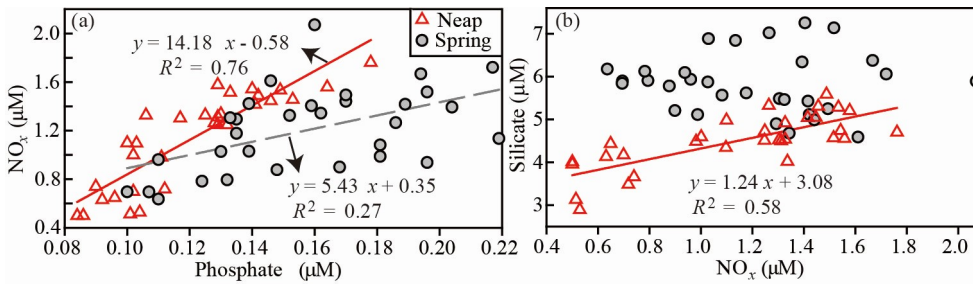 (a)
Neap
Spring
y = 14.18 x - 0.58
R² = 0.76
y = 5.43 x + 0.35
R² = 0.27
NOₓ (μM)
2.0
1.6
1.2
0.8
0.4
0.08 0.10 0.12 0.14 0.16 0.18 0.20 0.22
Phosphate (μM)
(b)
y = 1.24 x + 3.08
R² = 0.58
Silicate (μM)
7
6
5
4
3
0.4 0.6 0.8 1.0 1.2 1.4 1.6 1.8 2.0
NOₓ (μM)